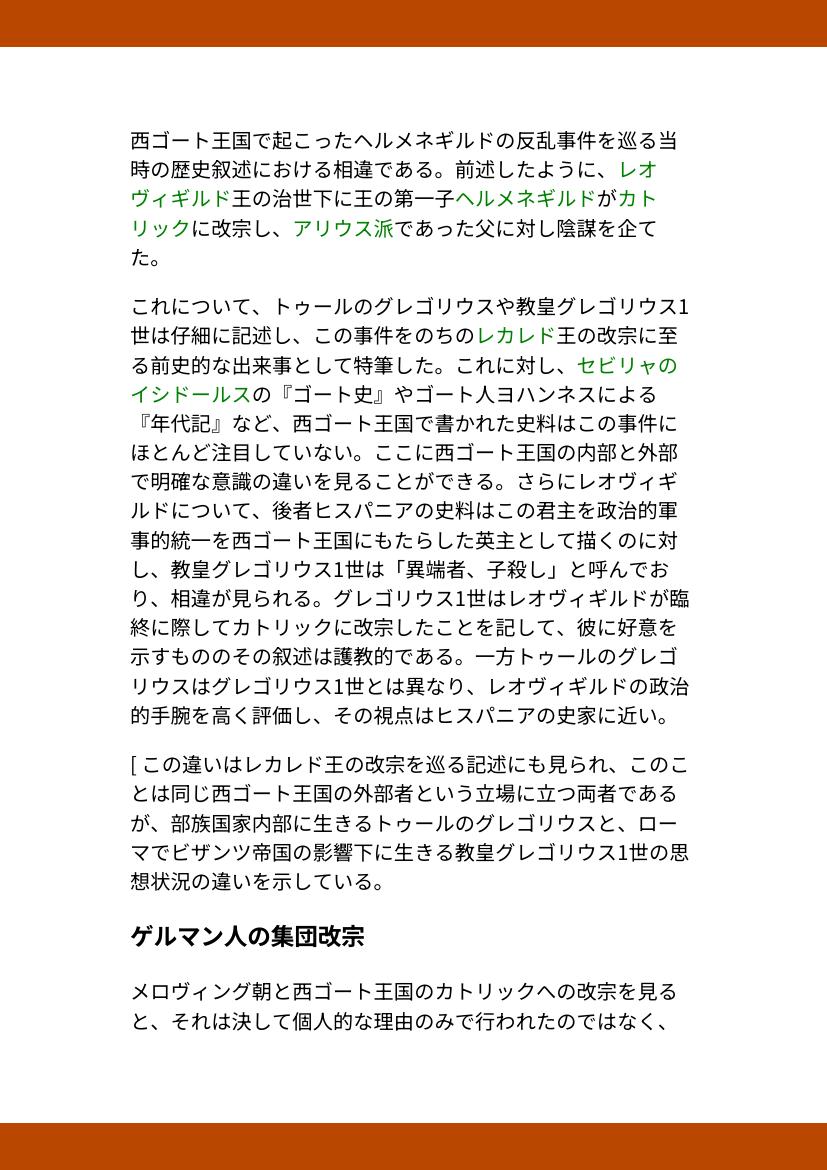 西ゴート王国で起こったヘルメネギルドの反乱事件を巡る当
時の歴史叙述における相違である。前述したように、レオ
ヴィギルド王の治世下に王の第一子ヘルメネギルドがカト
リックに改宗し、アリウス派であった父に対し陰謀を企て
た。
これについて、トゥールのグレゴリウスや教皇グレゴリウス1
世は仔細に記述し、この事件をのちのレカレド王の改宗に至
る前史的な出来事として特筆した。これに対し、セビリャの
イシドールスの『ゴート史』やゴート人ヨハンネスによる
『年代記』など、西ゴート王国で書かれた史料はこの事件に
ほとんど注目していない。ここに西ゴート王国の内部と外部
で明確な意識の違いを見ることができる。さらにレオヴィギ
ルドについて、後者ヒスパニアの史料はこの君主を政治的軍
事的統一を西ゴート王国にもたらした英主として描くのに対
し、教皇グレゴリウス1世は「異端者、子殺し」と呼んでお
り、相違が見られる。グレゴリウス1世はレオヴィギルドが臨
終に際してカトリックに改宗したことを記して、彼に好意を
示すもののその叙述は護教的である。一方トゥールのグレゴ
リウスはグレゴリウス1世とは異なり、レオヴィギルドの政治
的手腕を高く評価し、その視点はヒスパニアの史家に近い。
[ この違いはレカレド王の改宗を巡る記述にも見られ、このこ
とは同じ西ゴート王国の外部者という立場に立つ両者である
が、部族国家内部に生きるトゥールのグレゴリウスと、ロー
マでビザンツ帝国の影響下に生きる教皇グレゴリウス1世の思
想状況の違いを示している。
ゲルマン人の集団改宗
メロヴィング朝と西ゴート王国のカトリックへの改宗を見る
と、それは決して個人的な理由のみで行われたのではなく、